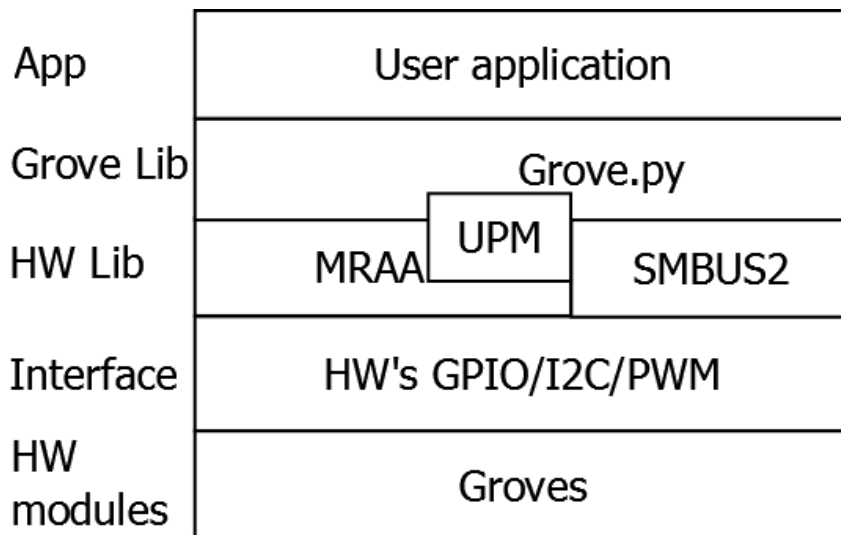 App
User application
Grove Lib
Grove.py
HW Lib
MRAA
UPM
SMBUS2
Interface
HW's GPIO/I2C/PWM
HW
modules
Groves